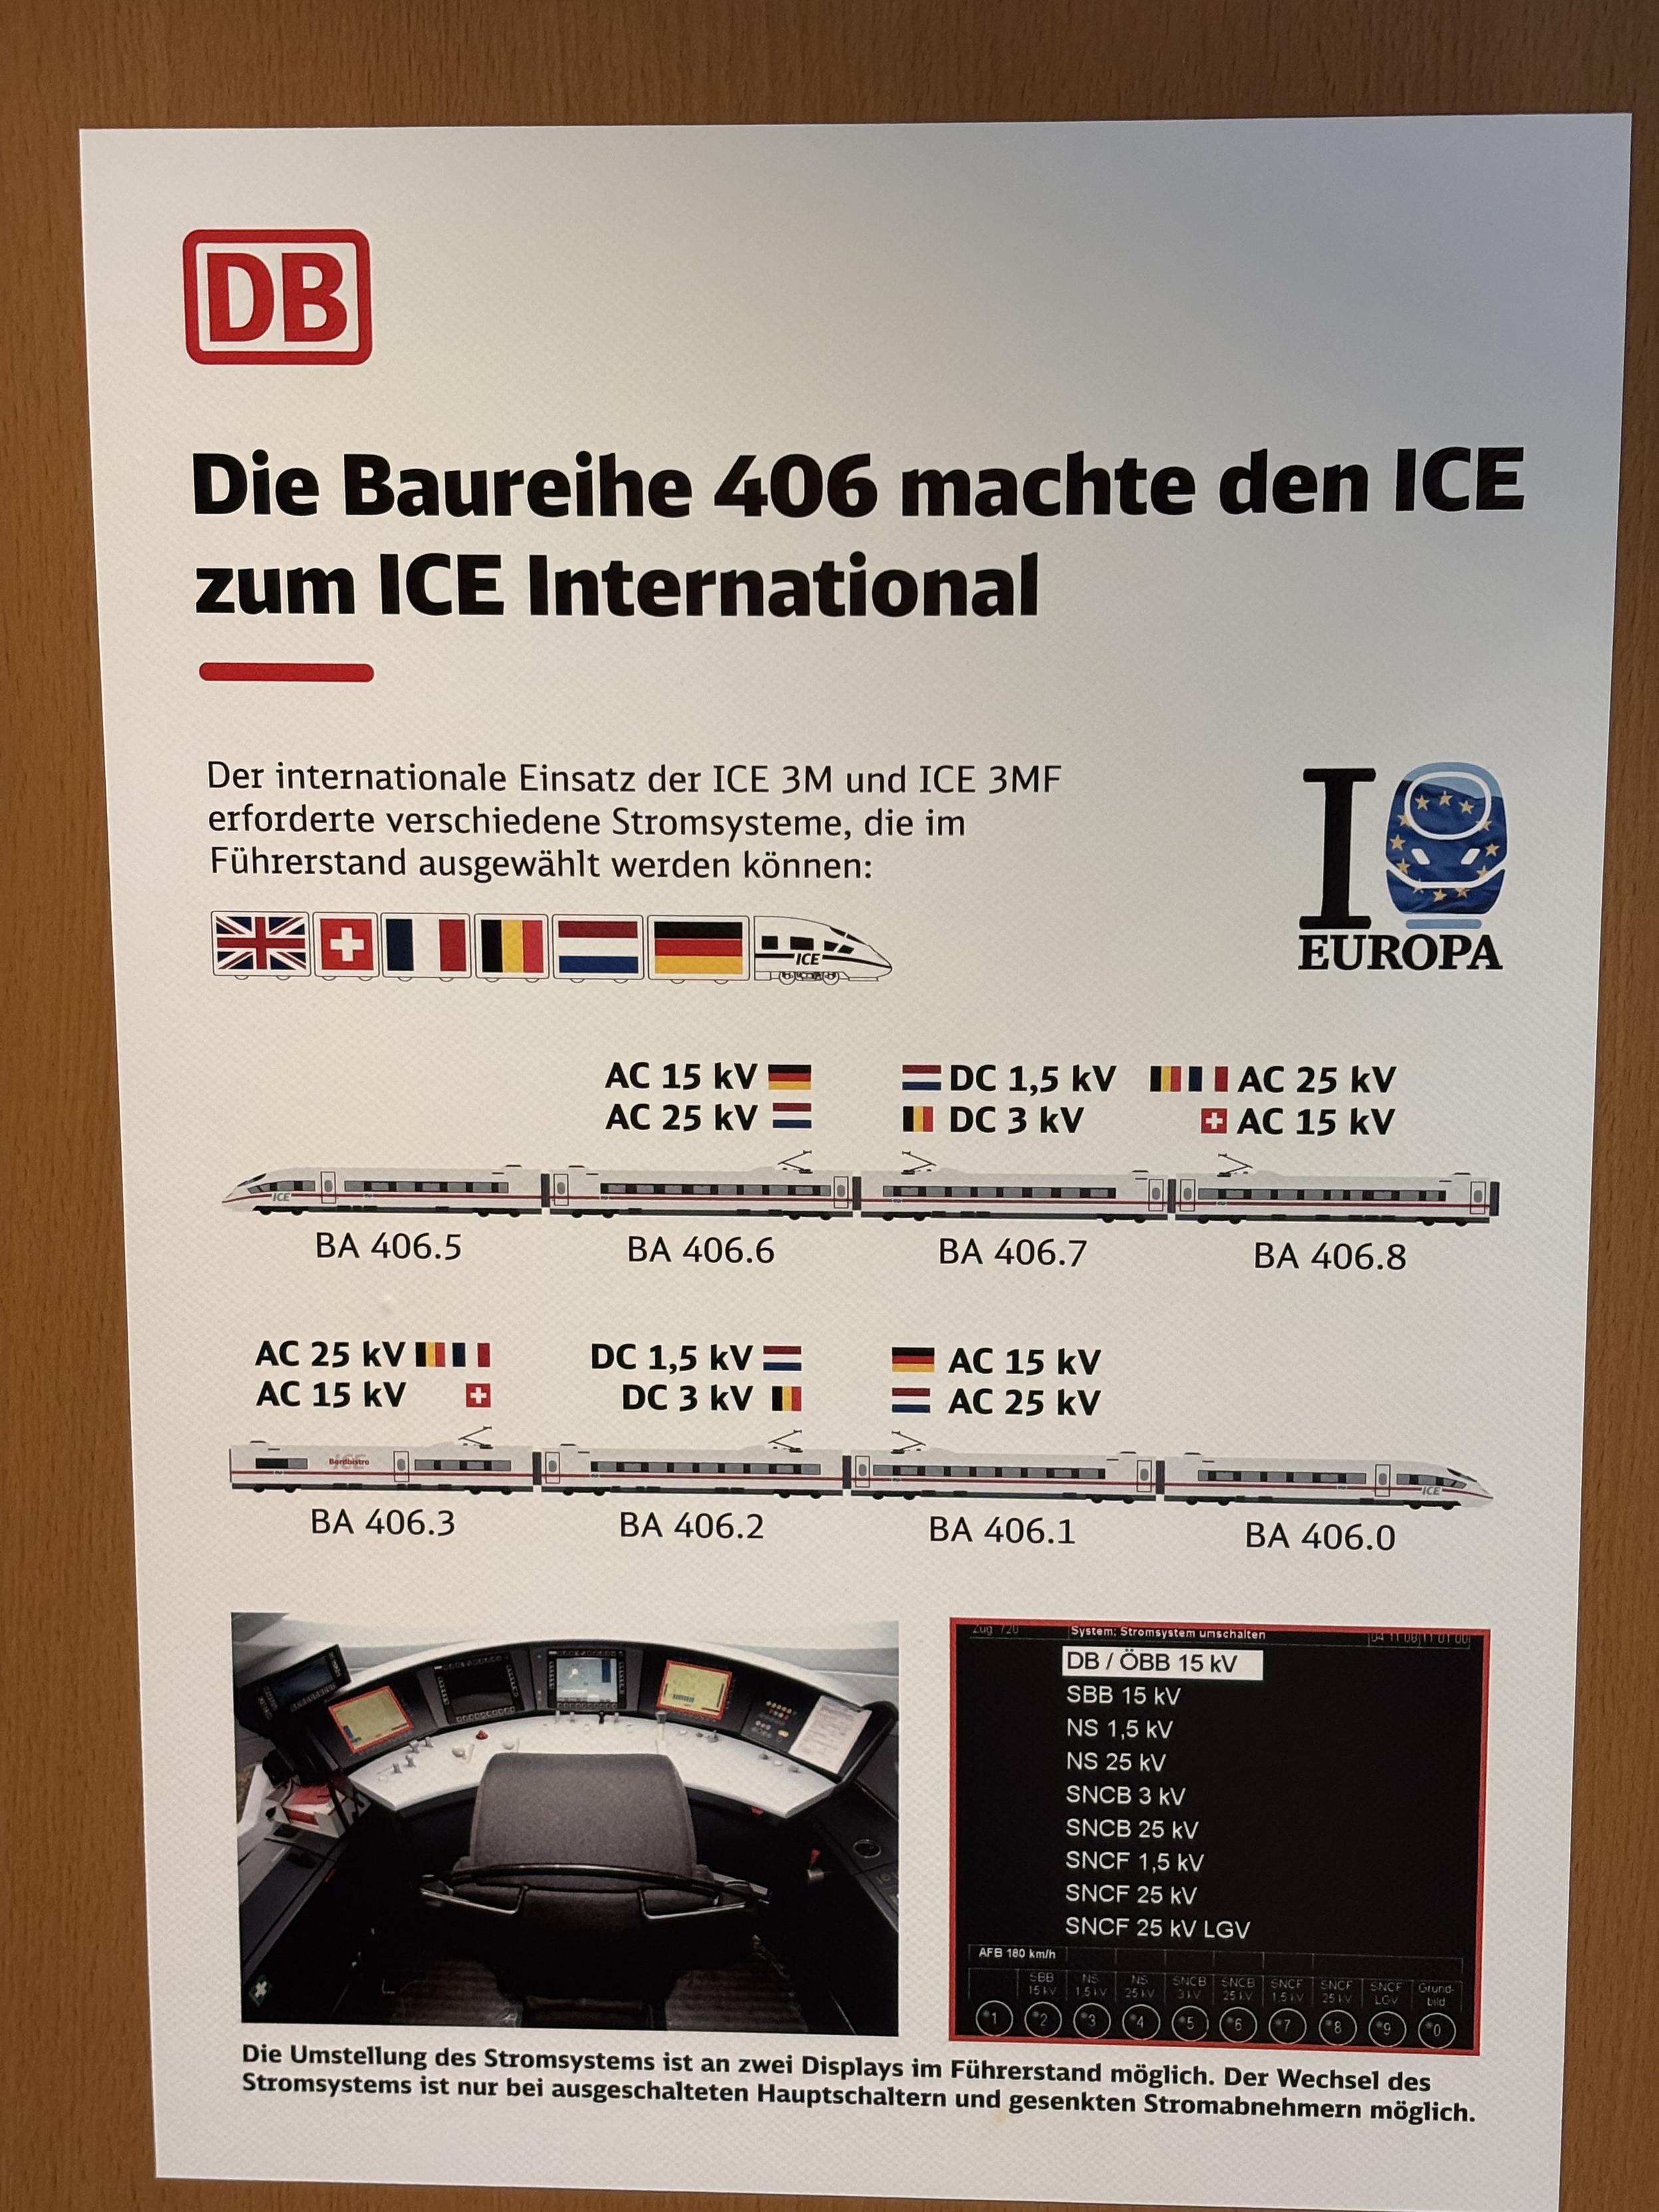 DB
Die Baureihe 406 machte den ICE
zum ICE International
Der internationale Einsatz der ICE 3M und ICE 3MF
erforderte verschiedene Stromsysteme, die im
Führerstand ausgewählt werden können:
ICE
I
EUROPA
AC 15 kV DC 1,5 kV AC 25 kV
AC 25 kV DC 3 kV AC 15 kV
ICE
BA 406.5 BA 406.6 BA 406.7 BA 406.8
AC 25 kV DC 1,5 kV AC 15 kV
AC 15 kV DC 3 kV AC 25 kV
ICE
Bordbistro
ICE
BA 406.3 BA 406.2 BA 406.1 BA 406.0
Zug 720 System: Stromsystem umschalten
DB / ÖBB 15 kV
SBB 15 kV
NS 1,5 kV
NS 25 kV
SNCB 3 kV
SNCB 25 kV
SNCF 1,5 kV
SNCF 25 kV
SNCF 25 kV LGV
AFB 180 km/h
SBB NS NS SNCB SNCB SNCF SNCF SNCF Grund-
15 kV 1,5 kV 25 kV 3 kV 25 kV 1,5 kV 25 kV LGV bild
1 2 3 4 5 6 7 8 9 0
Die Umstellung des Stromsystems ist an zwei Displays im Führerstand möglich. Der Wechsel des
Stromsystems ist nur bei ausgeschalteten Hauptschaltern und gesenkten Stromabnehmern möglich.